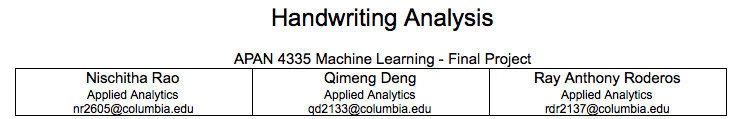 Handwriting Analysis
APAN 4335 Machine Learning - Final Project
Nischitha Rao
Applied Analytics
nr2605@columbia.edu
Qimeng Deng
Applied Analytics
qd2133@columbia.edu
Ray Anthony Roderos
Applied Analytics
rdr2137@columbia.edu